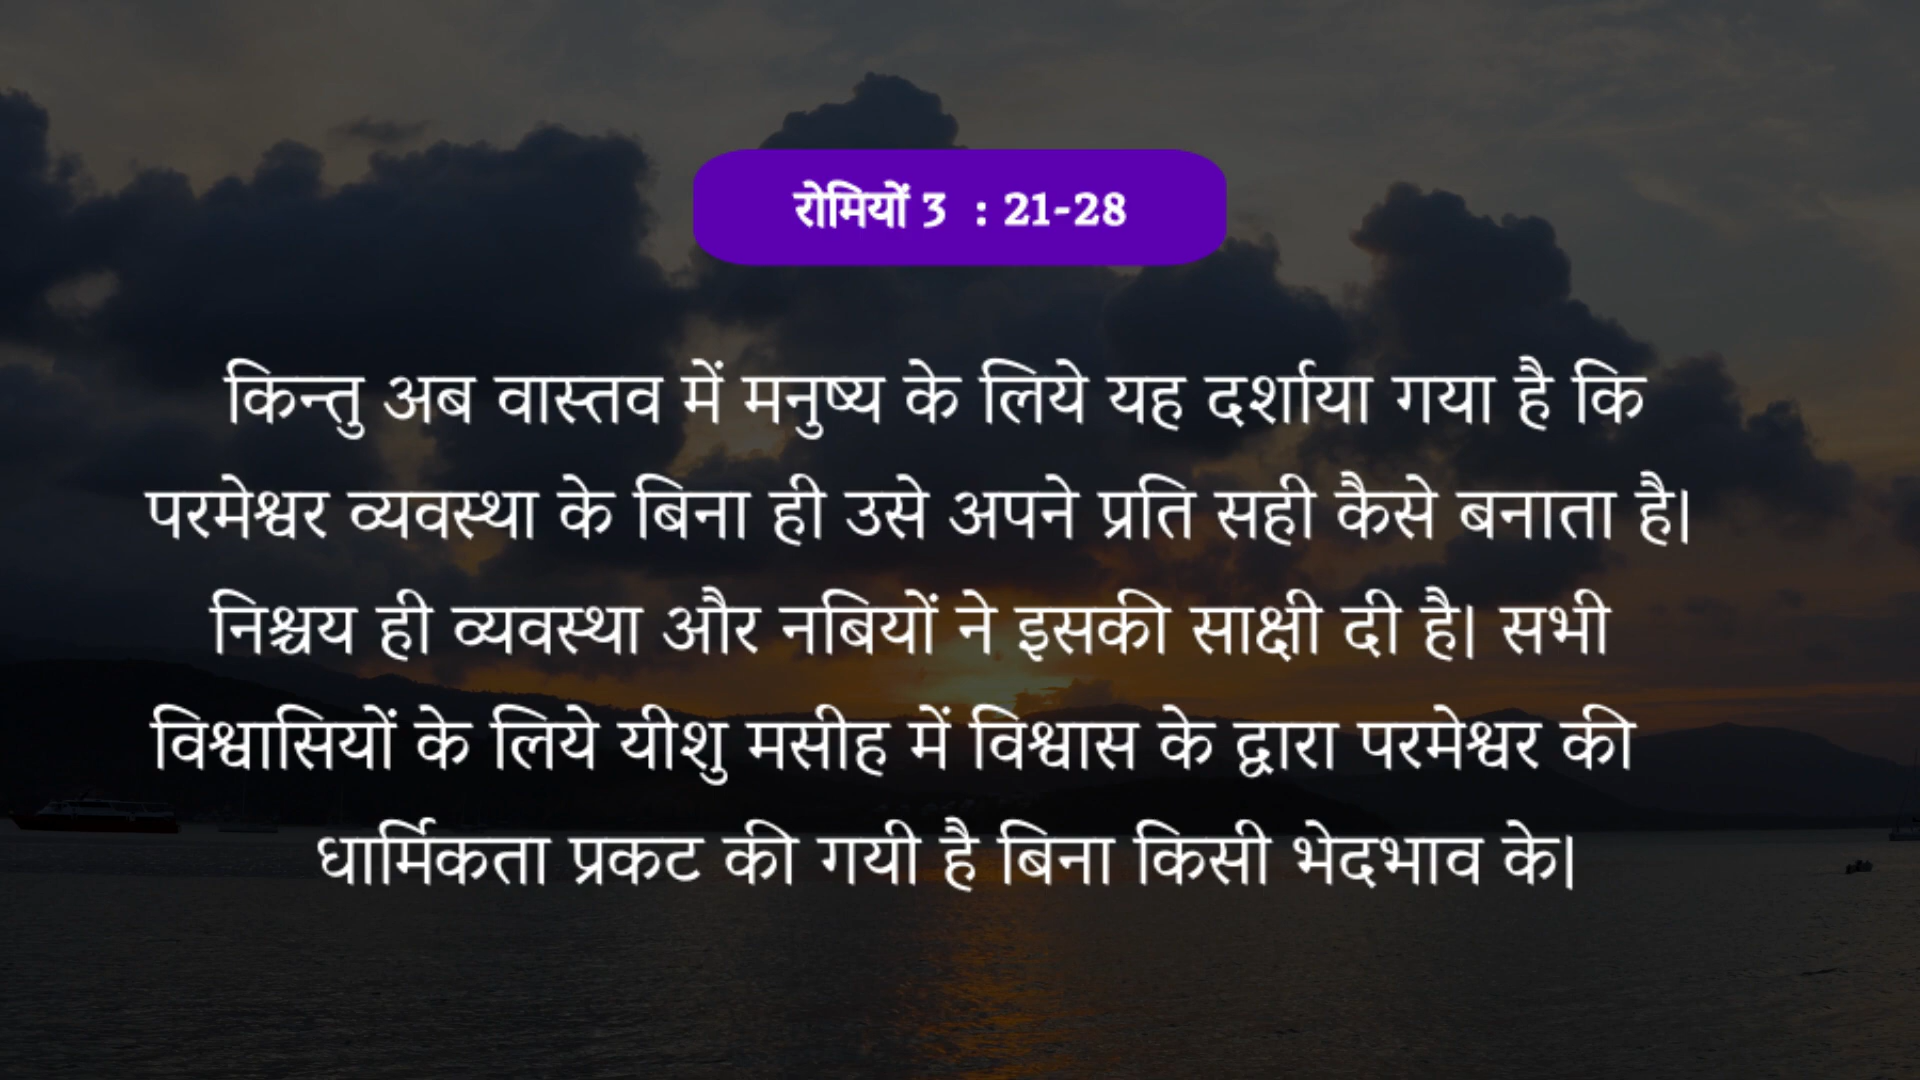 रोमियों 3  : 21-28
किन्तु अब वास्तव में मनुष्य के लिये यह दर्शाया गया है कि
परमेश्वर व्यवस्था के बिना ही उसे अपने प्रति सही कैसे बनाता है।
निश्चय ही व्यवस्था और नबियों ने इसकी साक्षी दी है। सभी
विश्वासियों के लिये यीशु मसीह में विश्वास के द्वारा परमेश्वर की
धार्मिकता प्रकट की गयी है बिना किसी भेदभाव के।